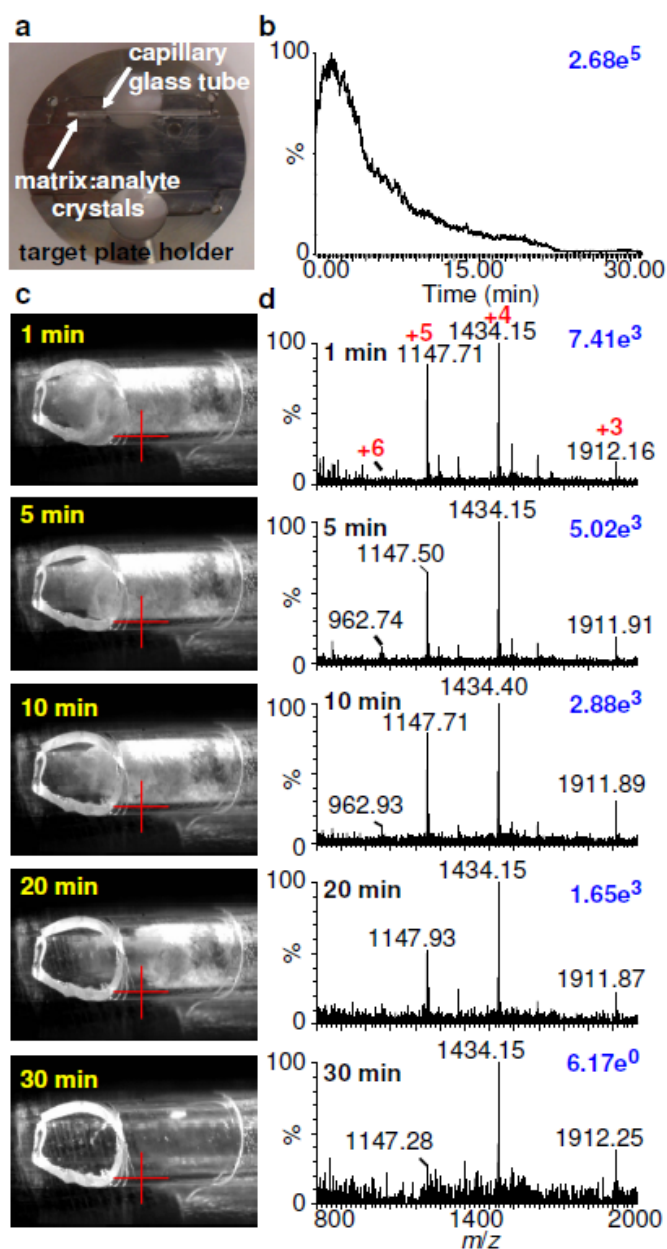 a
capillary
glass tube
matrix:analyte
crystals
target plate holder
b
2.68e⁵
100
%
0
0.00 15.00 30.00
Time (min)
c
1 min
5 min
10 min
20 min
30 min
d
1 min
+5
1147.71
+4
1434.15
7.41e³
100
%
+6
+3
1912.16
0
5 min
1434.15
5.02e³
100
1147.50
%
962.74
1911.91
0
10 min
1434.40
2.88e³
100
1147.71
%
962.93
1911.89
0
20 min
1434.15
1.65e³
100
1147.93
%
1911.87
0
30 min
1434.15
6.17e⁰
100
1147.28
%
1912.25
0
800 1400 2000
m/z